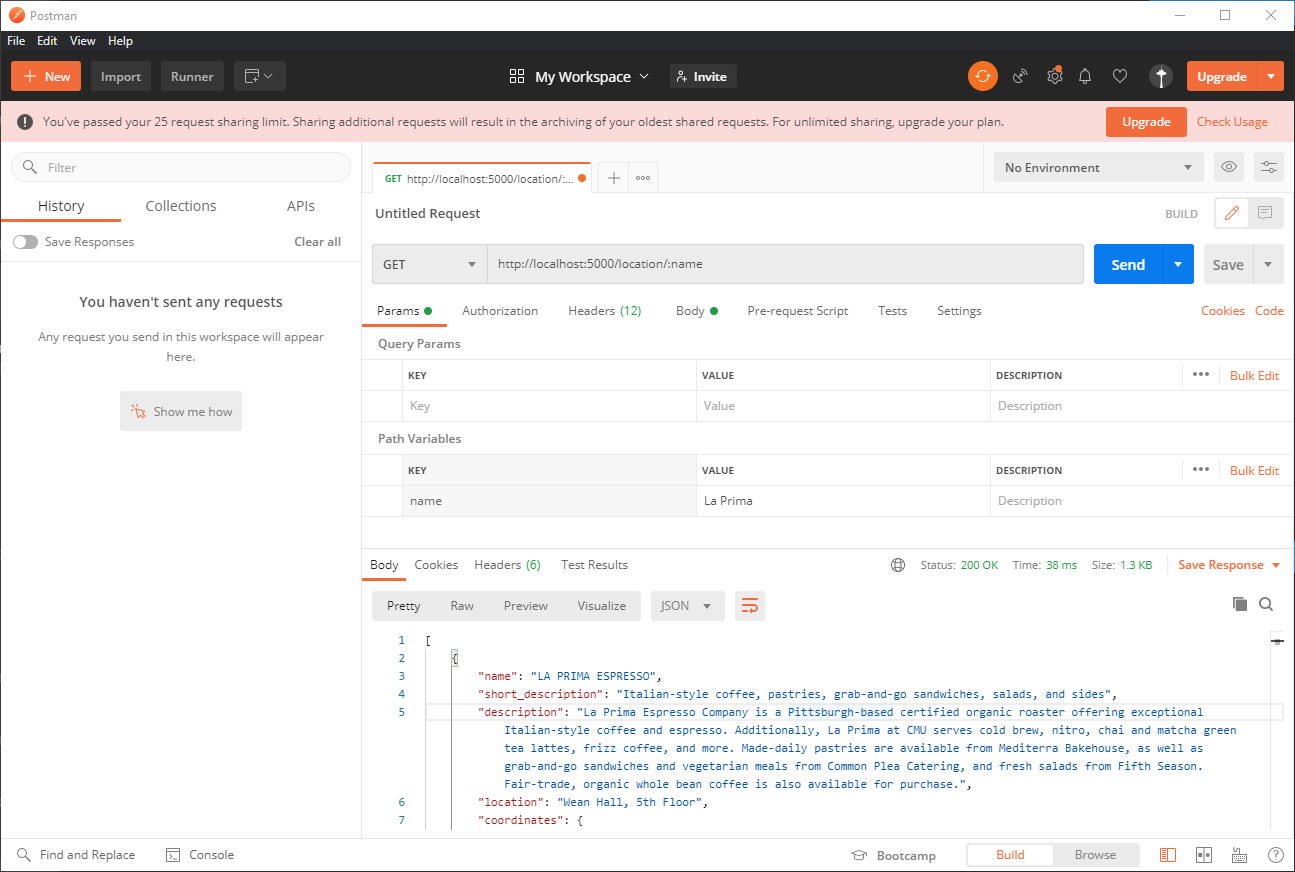 Postman
File Edit View Help
New Import Runner My Workspace Invite Upgrade
You've passed your 25 request sharing limit. Sharing additional requests will result in the archiving of your oldest shared requests. For unlimited sharing, upgrade your plan. Upgrade Check Usage
Filter
History Collections APIs
Save Responses Clear all
You haven't sent any requests
Any request you send in this workspace will appear
here.
Show me how
GET http://localhost:5000/location/:... No Environment
Untitled Request BUILD
GET http://localhost:5000/location/:name Send Save
Params Authorization Headers (12) Body Pre-request Script Tests Settings Cookies Code
Query Params
KEY VALUE DESCRIPTION Bulk Edit
Key Value Description
Path Variables
KEY VALUE DESCRIPTION Bulk Edit
name La Prima Description
Body Cookies Headers (6) Test Results Status: 200 OK Time: 38 ms Size: 1.3 KB Save Response
Pretty Raw Preview Visualize JSON
1 [
2 {
3 "name": "LA PRIMA ESPRESSO",
4 "short_description": "Italian-style coffee, pastries, grab-and-go sandwiches, salads, and sides",
5 "description": "La Prima Espresso Company is a Pittsburgh-based certified organic roaster offering exceptional
Italian-style coffee and espresso. Additionally, La Prima at CMU serves cold brew, nitro, chai and matcha green
tea lattes, frizz coffee, and more. Made-daily pastries are available from Mediterra Bakehouse, as well as
grab-and-go sandwiches and vegetarian meals from Common Plea Catering, and fresh salads from Fifth Season.
Fair-trade, organic whole bean coffee is also available for purchase.",
6 "location": "Wean Hall, 5th Floor",
7 "coordinates": {
Find and Replace Console Bootcamp Build Browse